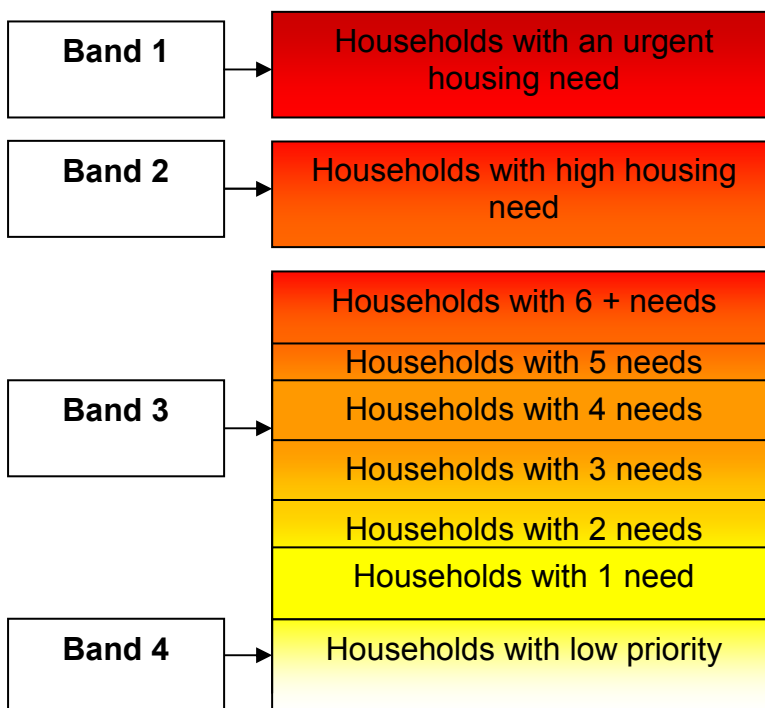 Band 1
Households with an urgent
housing need
Band 2
Households with high housing
need
Households with 6 + needs
Households with 5 needs
Band 3
Households with 4 needs
Households with 3 needs
Households with 2 needs
Households with 1 need
Band 4
Households with low priority